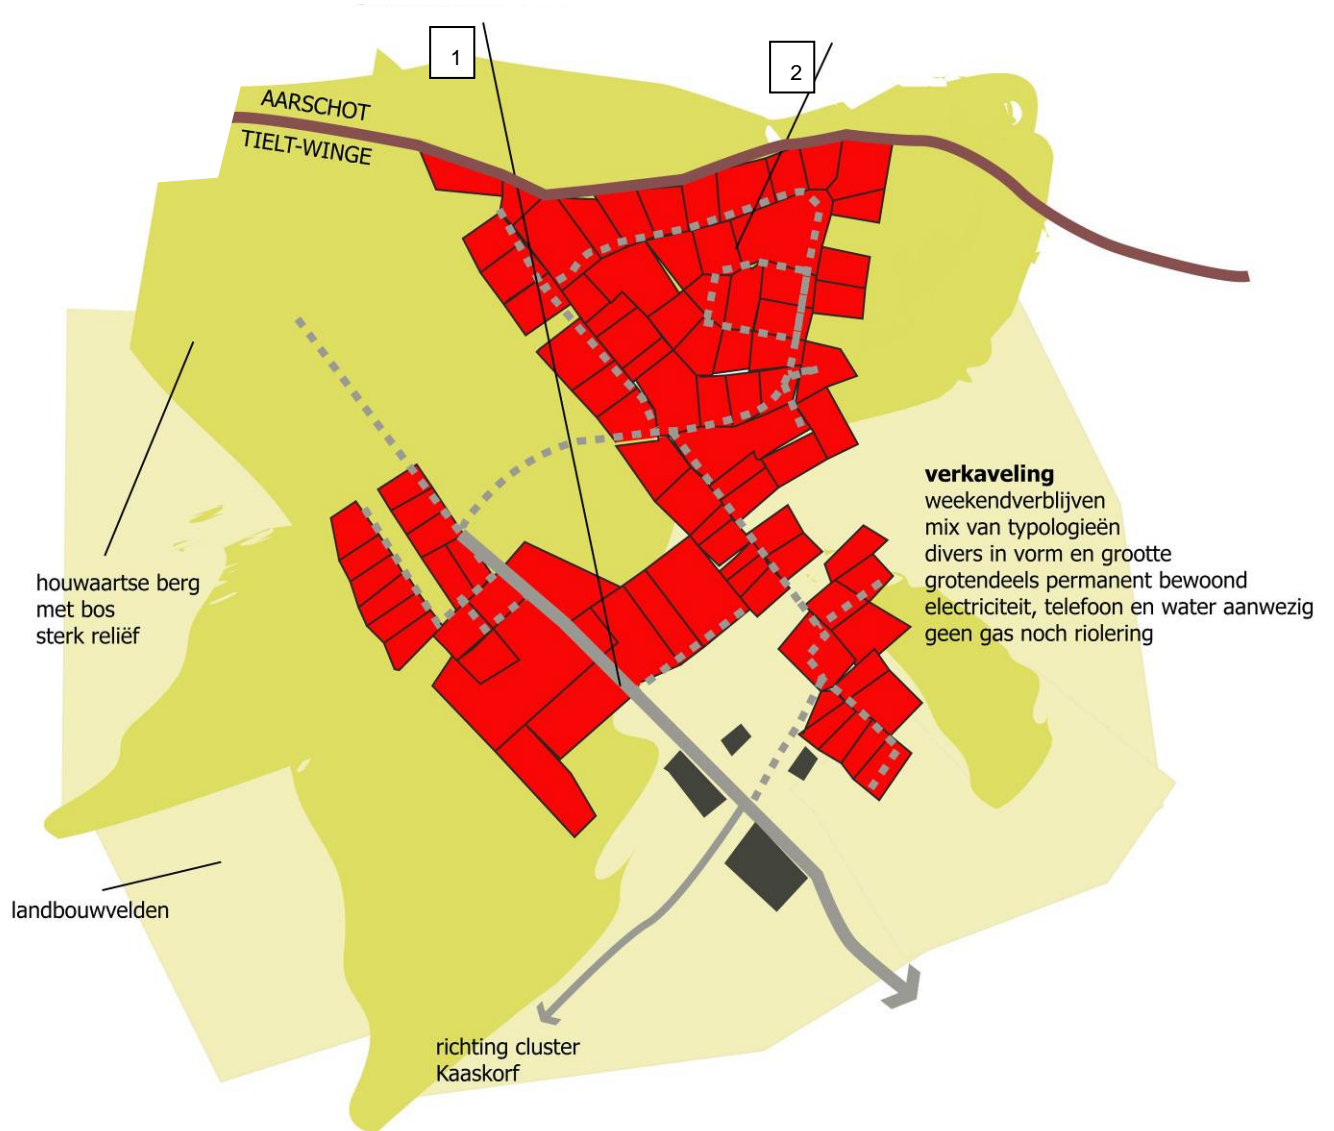 1
2
AARSCHOT
TIELT-WINGE
verkaveling
weekendverblijven
mix van typologieën
divers in vorm en grootte
grotendeels permanent bewoond
electriciteit, telefoon en water aanwezig
geen gas noch riolering
houwaartse berg
met bos
sterk reliëf
landbouwvelden
richting cluster
Kaaskorf